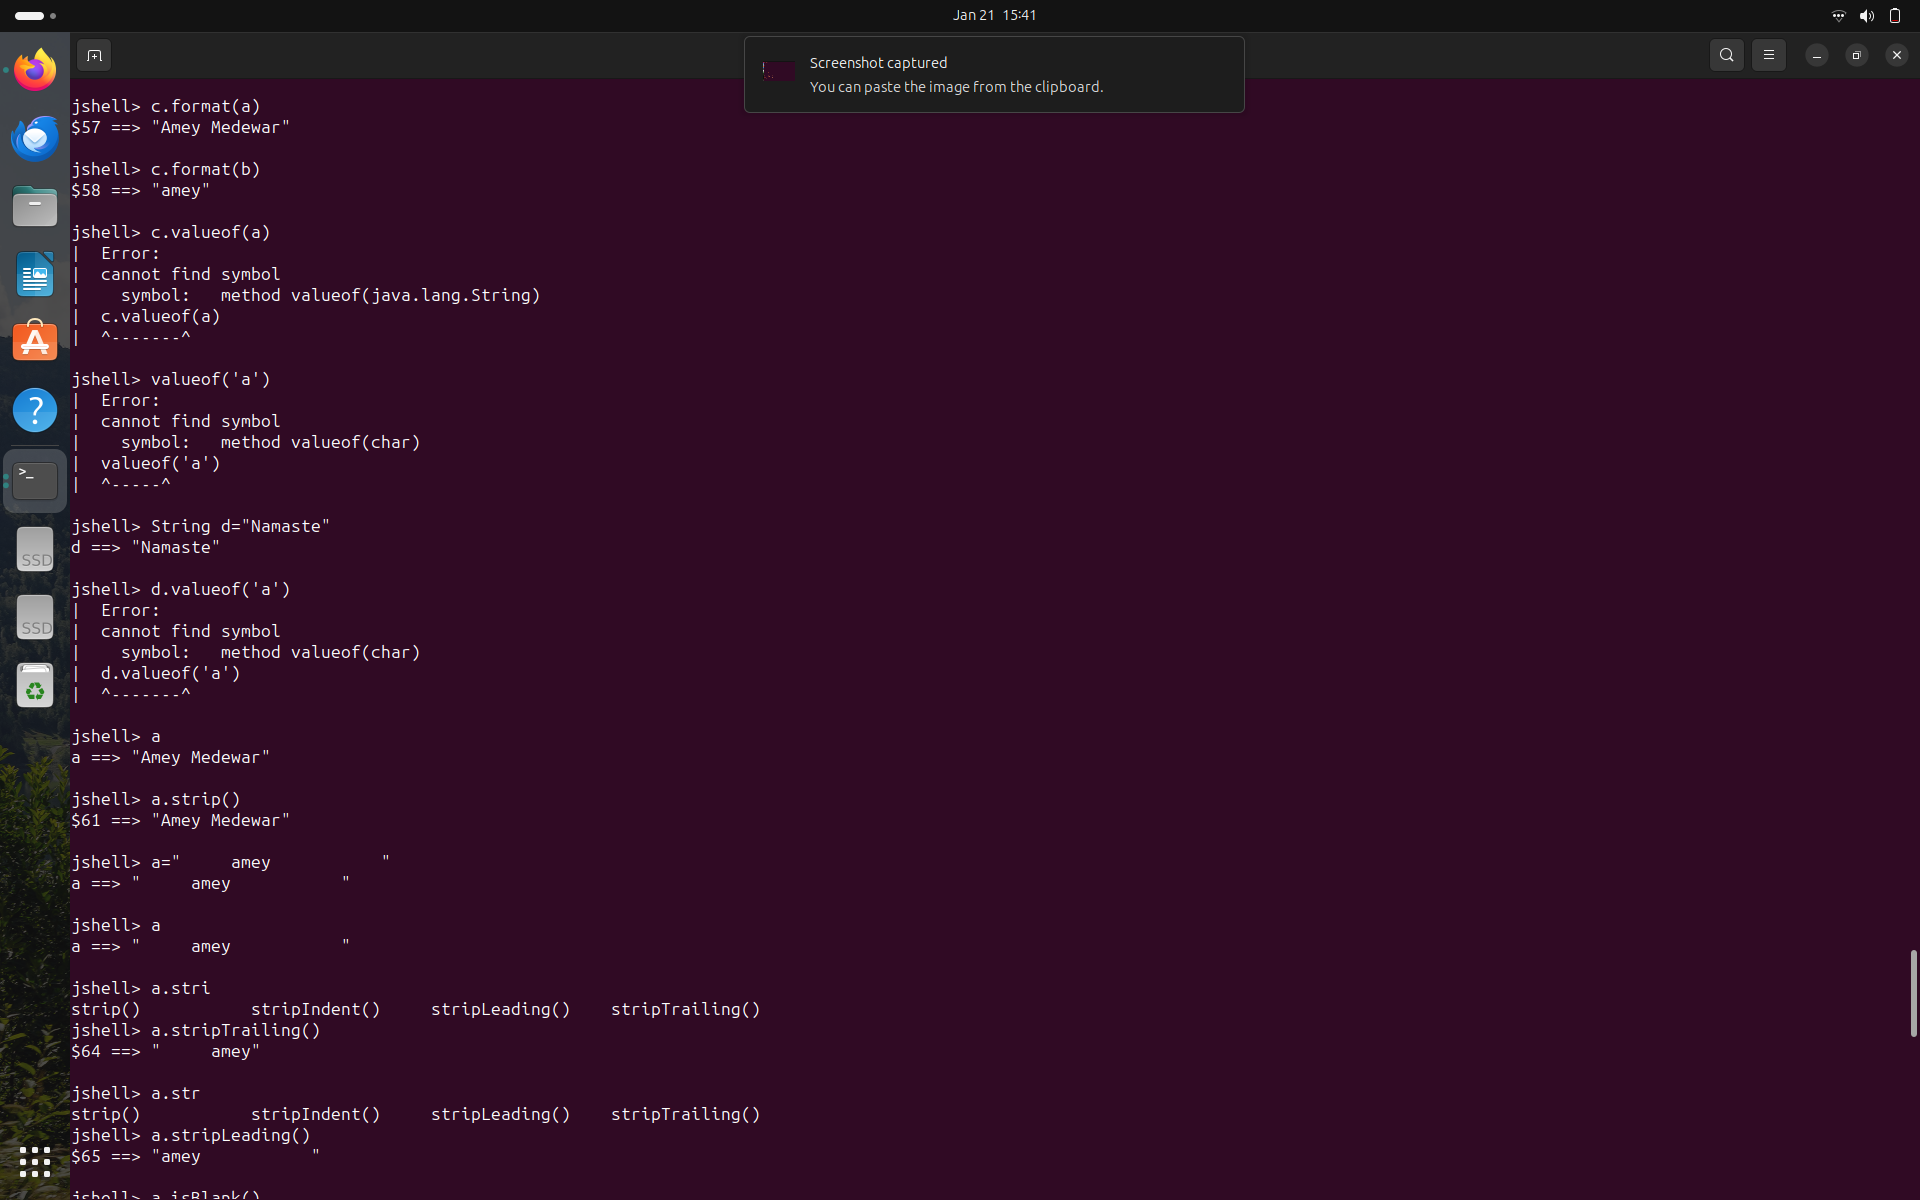 Jan 21 15:41
Screenshot captured
You can paste the image from the clipboard.
jshell> c.format(a)
$57 ==> "Amey Medewar"
jshell> c.format(b)
$58 ==> "amey"
jshell> c.valueof(a)
|  Error:
|  cannot find symbol
|    symbol:   method valueof(java.lang.String)
|  c.valueof(a)
|  ^-------^
jshell> valueof('a')
|  Error:
|  cannot find symbol
|    symbol:   method valueof(char)
|  valueof('a')
|  ^-----^
jshell> String d="Namaste"
d ==> "Namaste"
jshell> d.valueof('a')
|  Error:
|  cannot find symbol
|    symbol:   method valueof(char)
|  d.valueof('a')
|  ^-------^
jshell> a
a ==> "Amey Medewar"
jshell> a.strip()
$61 ==> "Amey Medewar"
jshell> a="     amey           "
a ==> "     amey           "
jshell> a
a ==> "     amey           "
jshell> a.stri
strip()           stripIndent()     stripLeading()    stripTrailing()
jshell> a.stripTrailing()
$64 ==> "     amey"
jshell> a.str
strip()           stripIndent()     stripLeading()    stripTrailing()
jshell> a.stripLeading()
$65 ==> "amey           "
jshell> a.isBlank()
>_
SSD
SSD